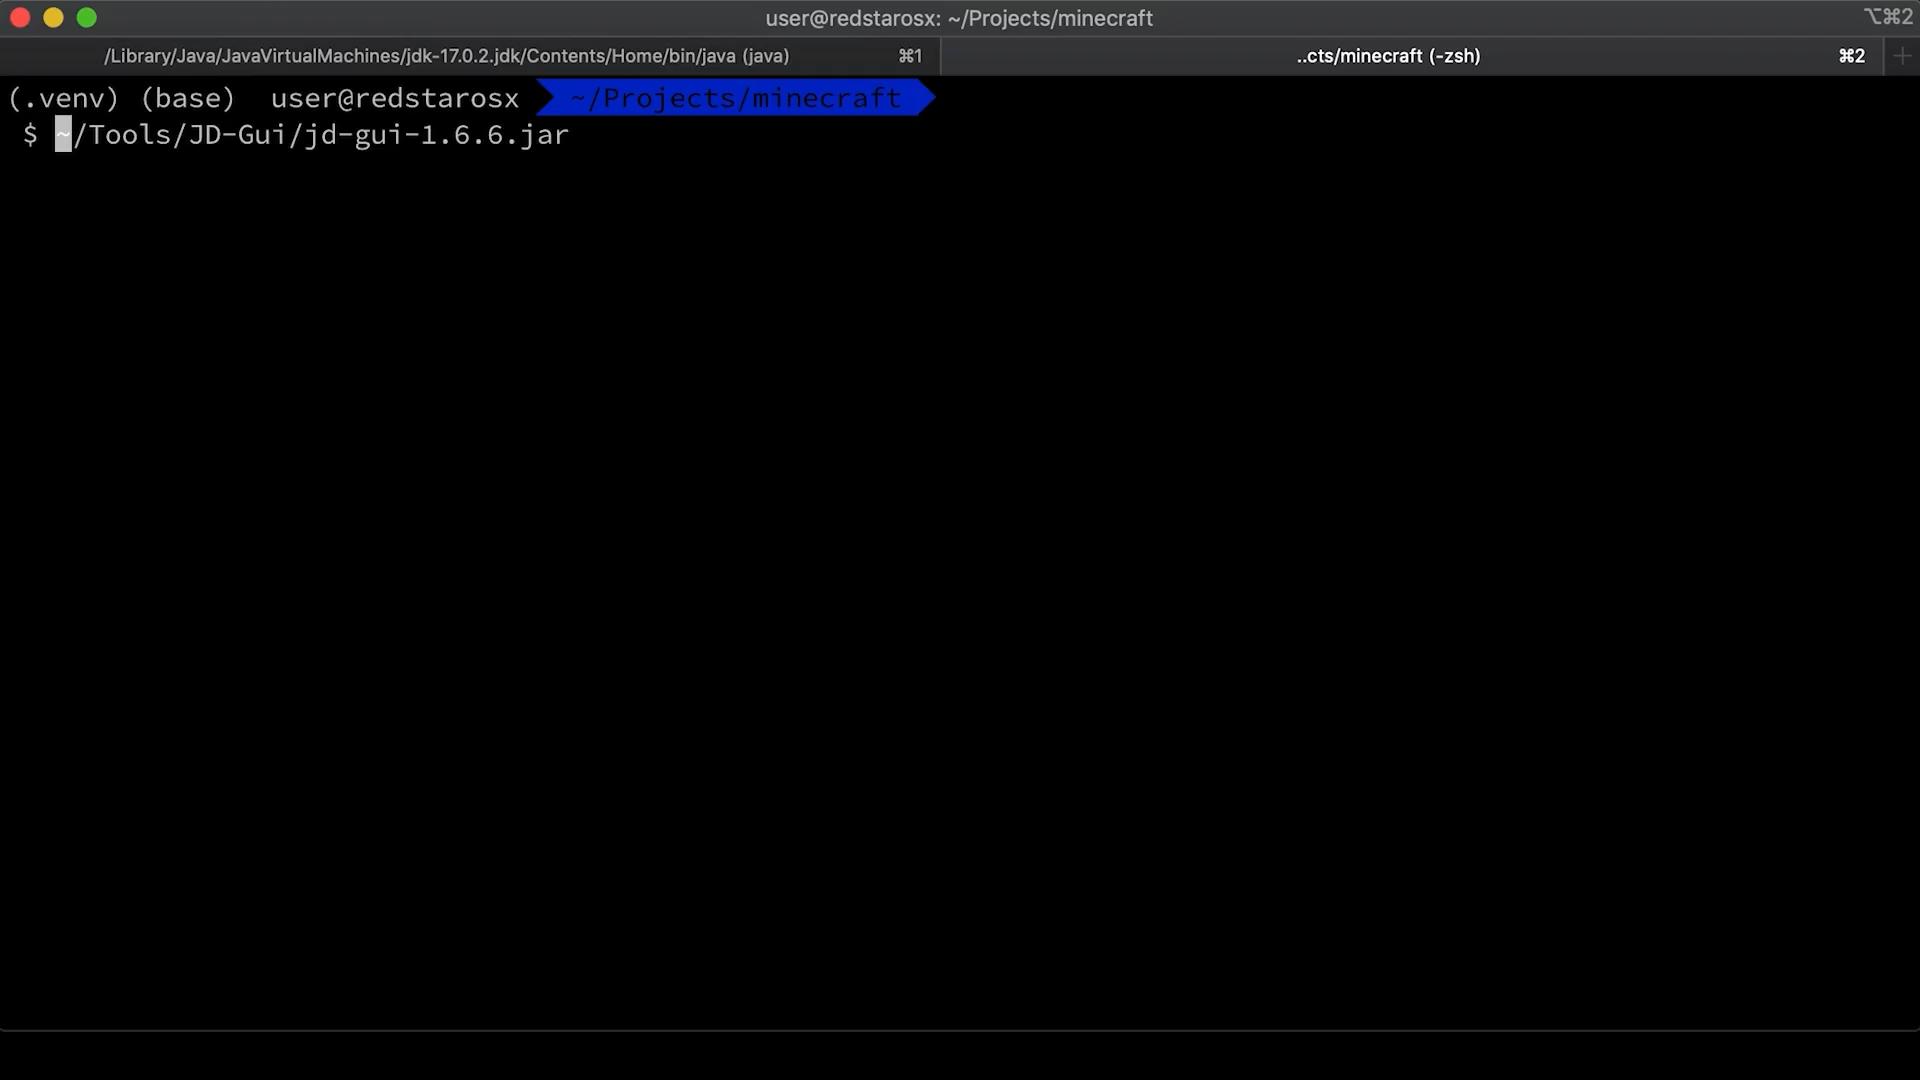 user@redstarosx: ~/Projects/minecraft ⌥⌘2
/Library/Java/JavaVirtualMachines/jdk-17.0.2.jdk/Contents/Home/bin/java (java) ⌘1
..cts/minecraft (-zsh) ⌘2
(.venv) (base) user@redstarosx ~/Projects/minecraft
$ ~/Tools/JD-Gui/jd-gui-1.6.6.jar